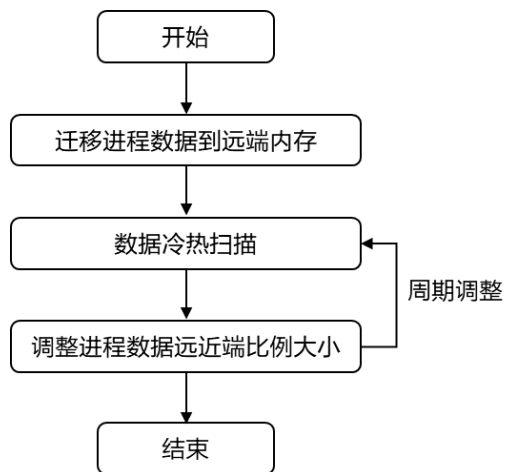 开始
迁移进程数据到远端内存
数据冷热扫描
周期调整
调整进程数据远近端比例大小
结束